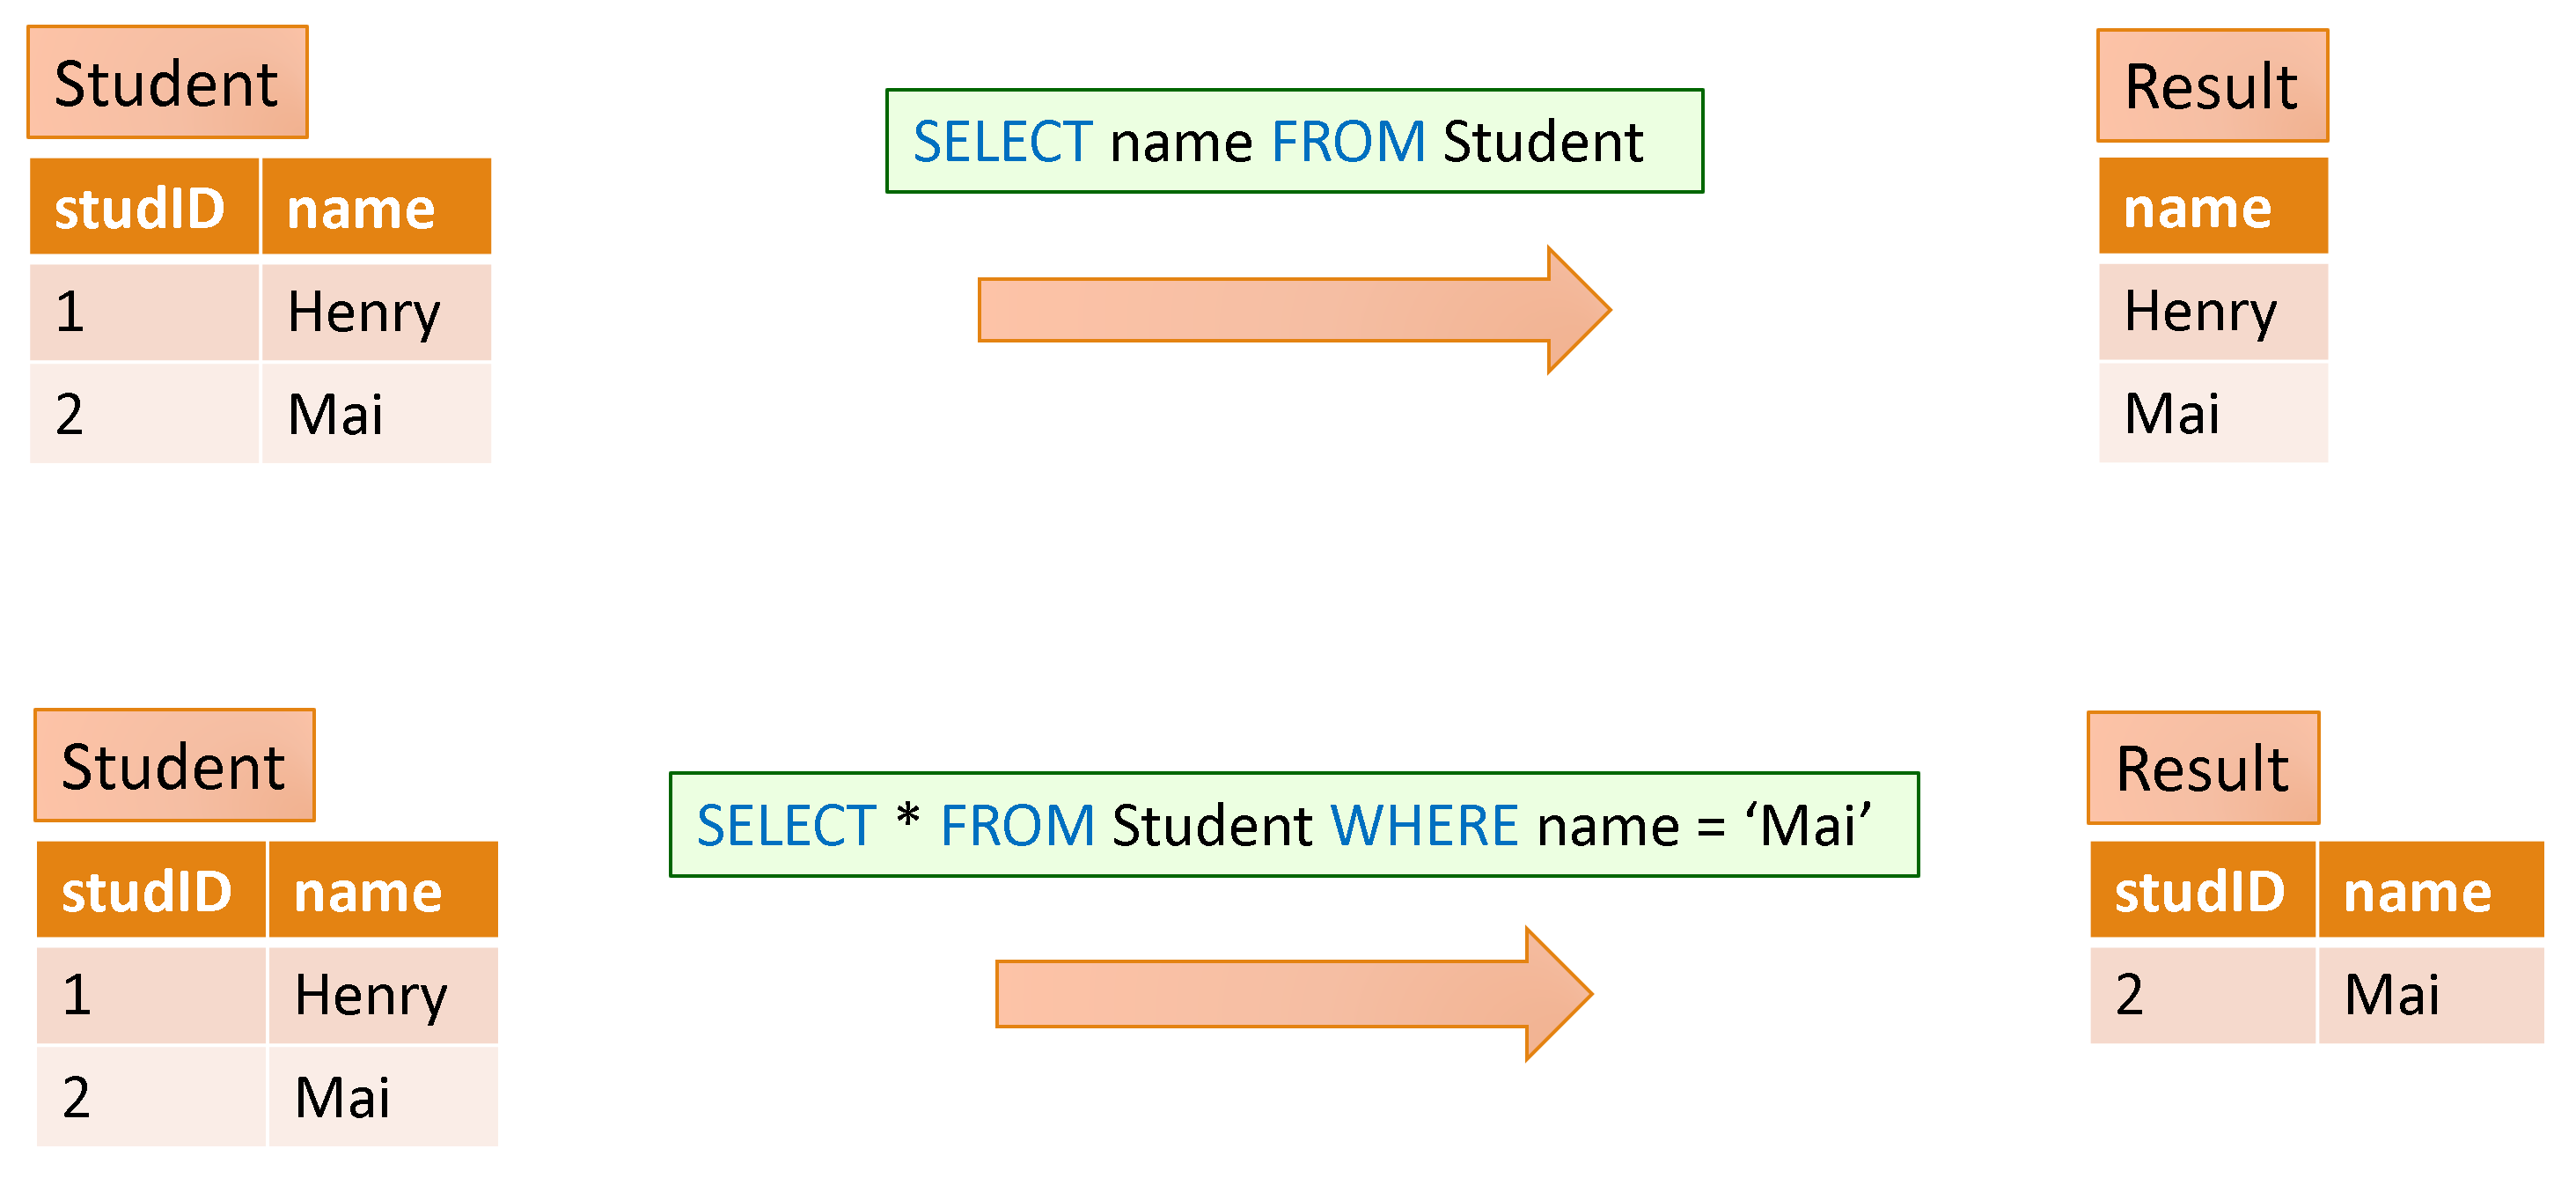 Student
studID name
1 Henry
2 Mai
SELECT name FROM Student
Result
name
Henry
Mai
Student
studID name
1 Henry
2 Mai
SELECT * FROM Student WHERE name = ‘Mai’
Result
studID name
2 Mai